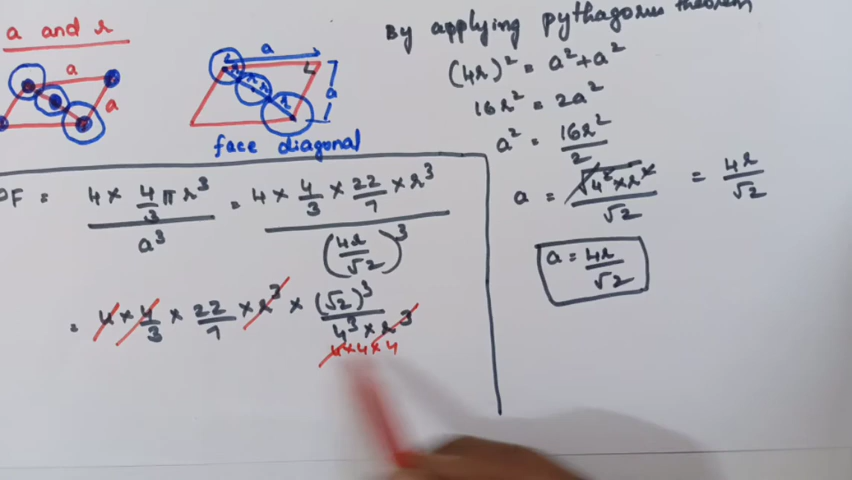 a and r
By applying pythagorus theorem
a
a
a
L
r
r
r
r
L
a
face diagonal
(4r)² = a² + a²
16r² = 2a²
a² = 16r²/2
a = √4² × r²/√2 = 4r/√2
a = 4r/√2
PF = 4 × 4/3 π r³/a³ = 4 × 4/3 × 22/7 × r³/(4r/√2)³
= 4 × 4/3 × 22/7 × r³ × (√2)³/4³ × r³
4 × 4 × 4